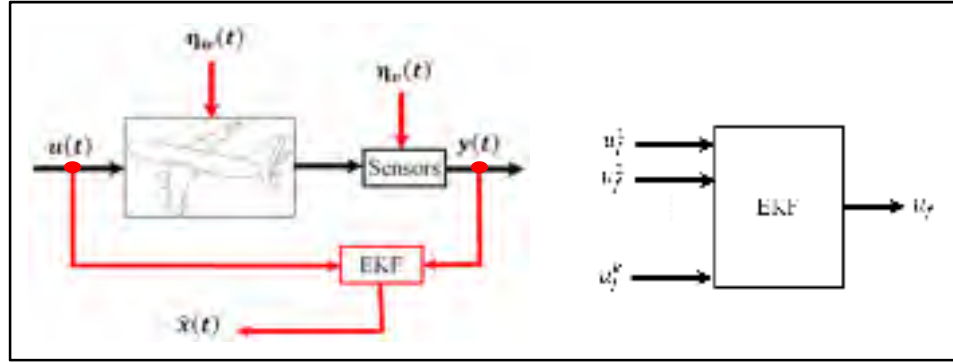 η_w(t)
η_v(t)
u(t)
y(t)
Sensors
EKF
x̂(t)
EKF